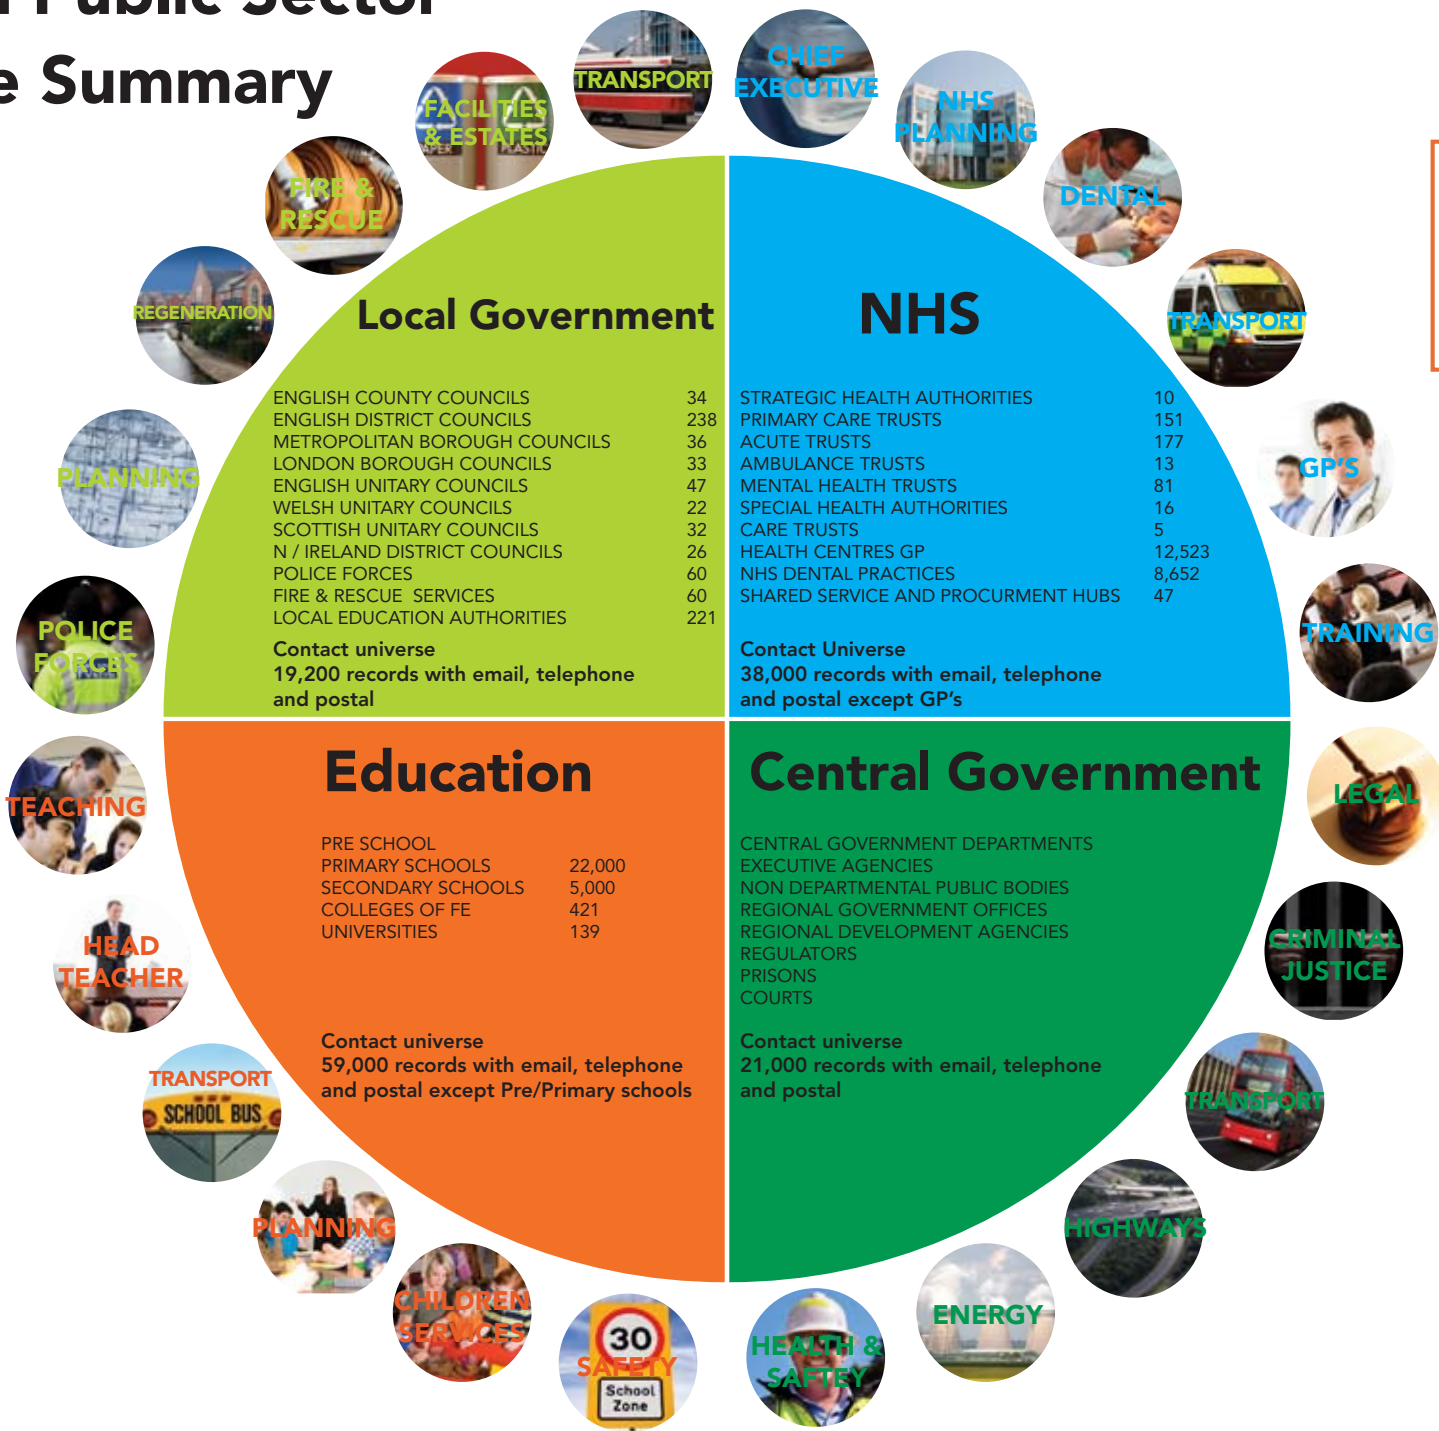 Public Sector
Summary
TRANSPORT
CHIEF
EXECUTIVE
FACILITIES
& ESTATES
PAPER
PLASTIC
NHS
PLANNING
FIRE &
RESCUE
DENTAL
REGENERATION
TRANSPORT
PLANNING
GP'S
POLICE
FORCES
TRAINING
Local Government
ENGLISH COUNTY COUNCILS 34
ENGLISH DISTRICT COUNCILS 238
METROPOLITAN BOROUGH COUNCILS 36
LONDON BOROUGH COUNCILS 33
ENGLISH UNITARY COUNCILS 47
WELSH UNITARY COUNCILS 22
SCOTTISH UNITARY COUNCILS 32
N / IRELAND DISTRICT COUNCILS 26
POLICE FORCES 60
FIRE & RESCUE SERVICES 60
LOCAL EDUCATION AUTHORITIES 221
Contact universe
19,200 records with email, telephone
and postal
NHS
STRATEGIC HEALTH AUTHORITIES 10
PRIMARY CARE TRUSTS 151
ACUTE TRUSTS 177
AMBULANCE TRUSTS 13
MENTAL HEALTH TRUSTS 81
SPECIAL HEALTH AUTHORITIES 16
CARE TRUSTS 5
HEALTH CENTRES GP 12,523
NHS DENTAL PRACTICES 8,652
SHARED SERVICE AND PROCURMENT HUBS 47
Contact Universe
38,000 records with email, telephone
and postal except GP's
Education
PRE SCHOOL
PRIMARY SCHOOLS 22,000
SECONDARY SCHOOLS 5,000
COLLEGES OF FE 421
UNIVERSITIES 139
Contact universe
59,000 records with email, telephone
and postal except Pre/Primary schools
Central Government
CENTRAL GOVERNMENT DEPARTMENTS
EXECUTIVE AGENCIES
NON DEPARTMENTAL PUBLIC BODIES
REGIONAL GOVERNMENT OFFICES
REGIONAL DEVELOPMENT AGENCIES
REGULATORS
PRISONS
COURTS
Contact universe
21,000 records with email, telephone
and postal
TEACHING
LEGAL
HEAD
TEACHER
CRIMINAL
JUSTICE
TRANSPORT
SCHOOL BUS
TRANSPORT
PLANNING
HIGHWAYS
CHILDREN
SERVICES
ENERGY
30
SAFETY
School
Zone
HEALTH &
SAFTEY